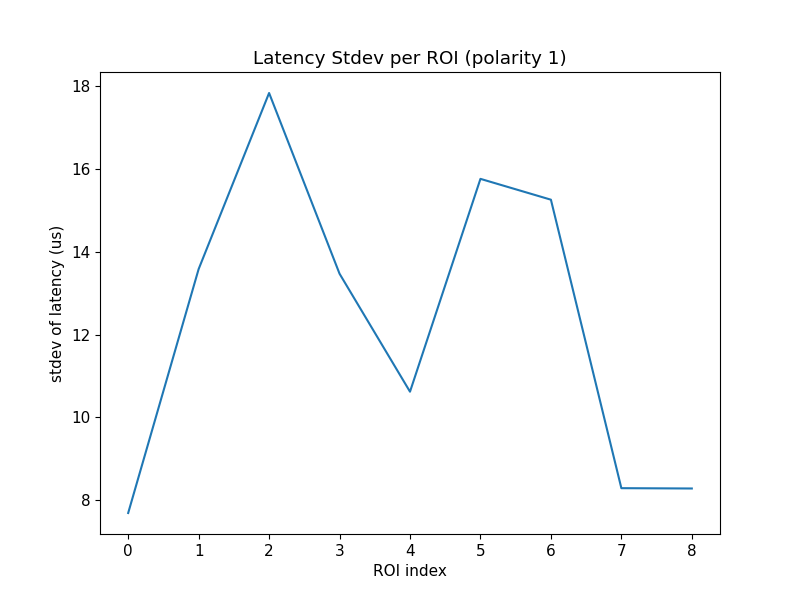 Latency Stdev per ROI (polarity 1)
stdev of latency (us)
18
16
14
12
10
8
0 1 2 3 4 5 6 7 8
ROI index